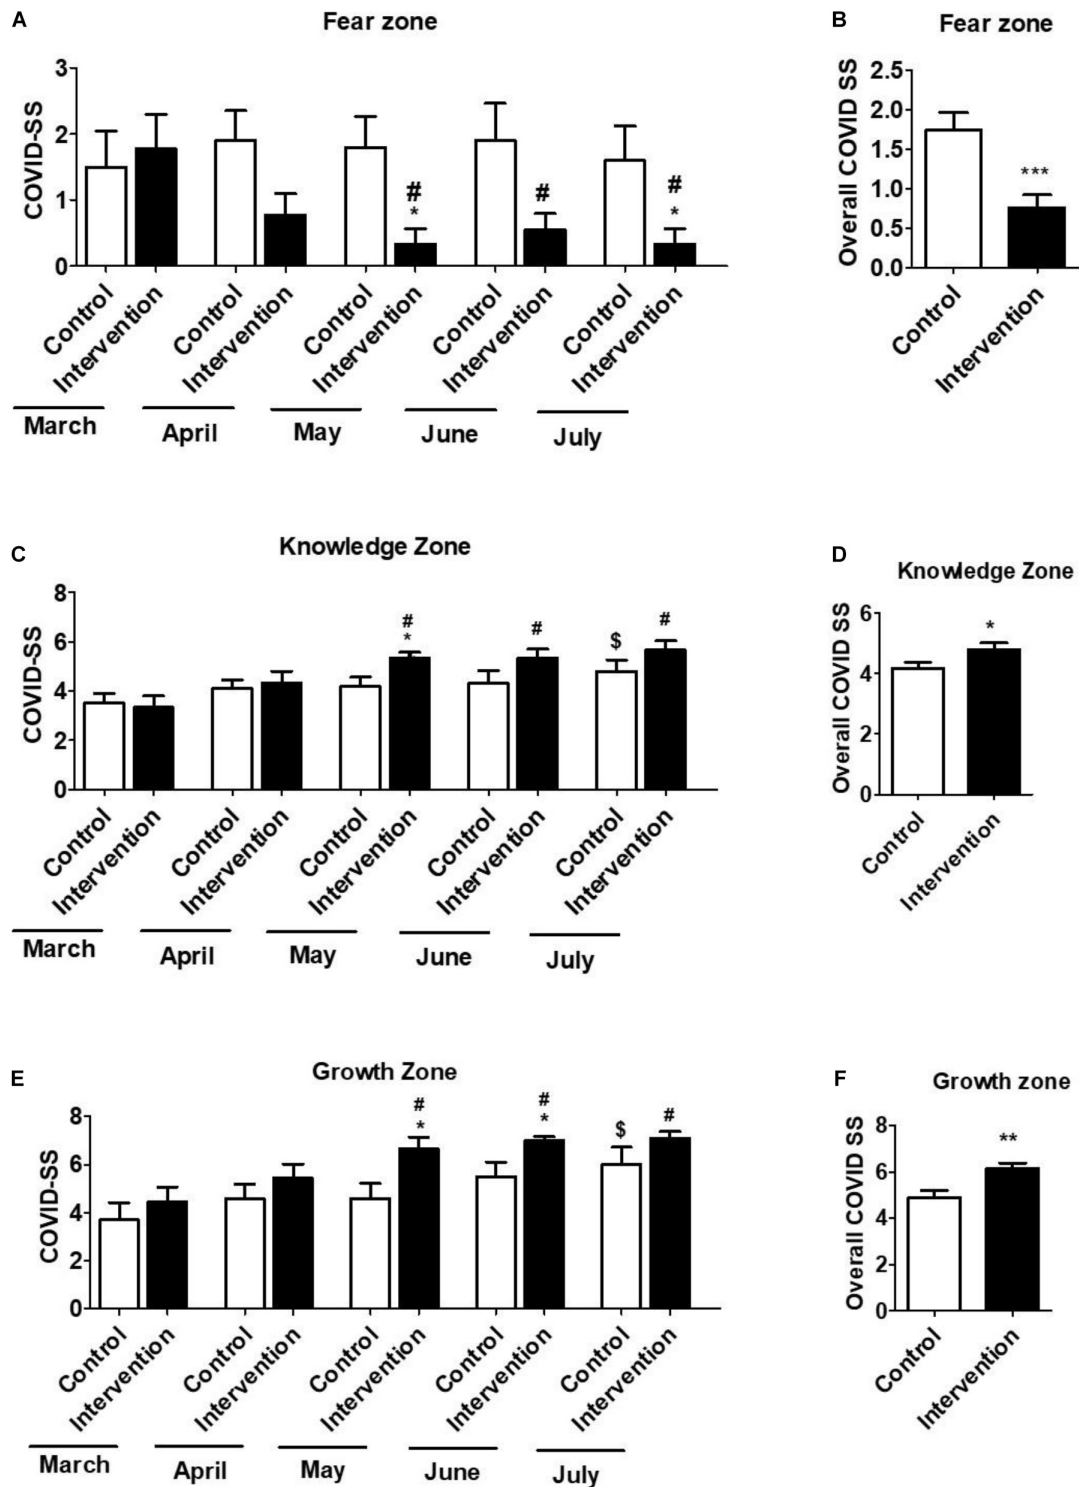 A
Fear zone
COVID-SS
3
2
1
0
#
*
#
#
*
Control
Intervention
Control
Intervention
Control
Intervention
Control
Intervention
Control
Intervention
March
April
May
June
July
B
Fear zone
Overall COVID SS
2.5
2.0
1.5
1.0
0.5
0.0
***
Control
Intervention
C
Knowledge Zone
COVID-SS
8
6
4
2
0
#
*
#
$
#
Control
Intervention
Control
Intervention
Control
Intervention
Control
Intervention
Control
Intervention
March
April
May
June
July
D
Knowledge Zone
Overall COVID SS
6
4
2
0
*
Control
Intervention
E
Growth Zone
COVID-SS
8
6
4
2
0
#
*
#
*
$
#
Control
Intervention
Control
Intervention
Control
Intervention
Control
Intervention
Control
Intervention
March
April
May
June
July
F
Growth zone
Overall COVID SS
8
6
4
2
0
**
Control
Intervention